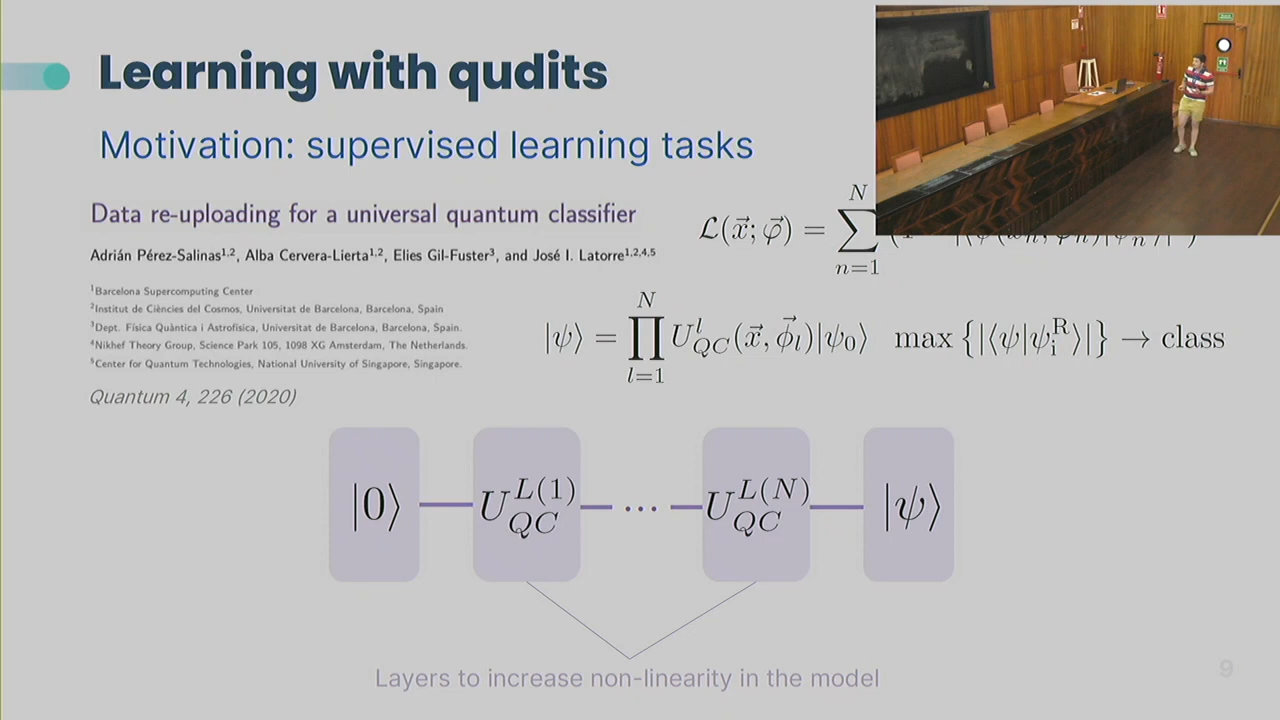 Learning with qudits
Motivation: supervised learning tasks
Data re-uploading for a universal quantum classifier
Adrián Pérez-Salinas1,2, Alba Cervera-Lierta1,2, Elies Gil-Fuster3, and José I. Latorre1,2,4,5
1Barcelona Supercomputing Center
2Institut de Ciències del Cosmos, Universitat de Barcelona, Barcelona, Spain
3Dept. Física Quàntica i Astrofísica, Universitat de Barcelona, Barcelona, Spain.
4Nikhef Theory Group, Science Park 105, 1098 XG Amsterdam, The Netherlands.
5Center for Quantum Technologies, National University of Singapore, Singapore.
Quantum 4, 226 (2020)
L(x⃗; φ⃗) = ∑_{n=1}^{N}
|ψ⟩ = ∏_{l=1}^{N} U_{QC}^{l}(x⃗, ϕ⃗_l)|ψ_0⟩ max {|⟨ψ|ψ_i^R⟩|} → class
|0⟩ U_{QC}^{L(1)} ... U_{QC}^{L(N)} |ψ⟩
Layers to increase non-linearity in the model
9